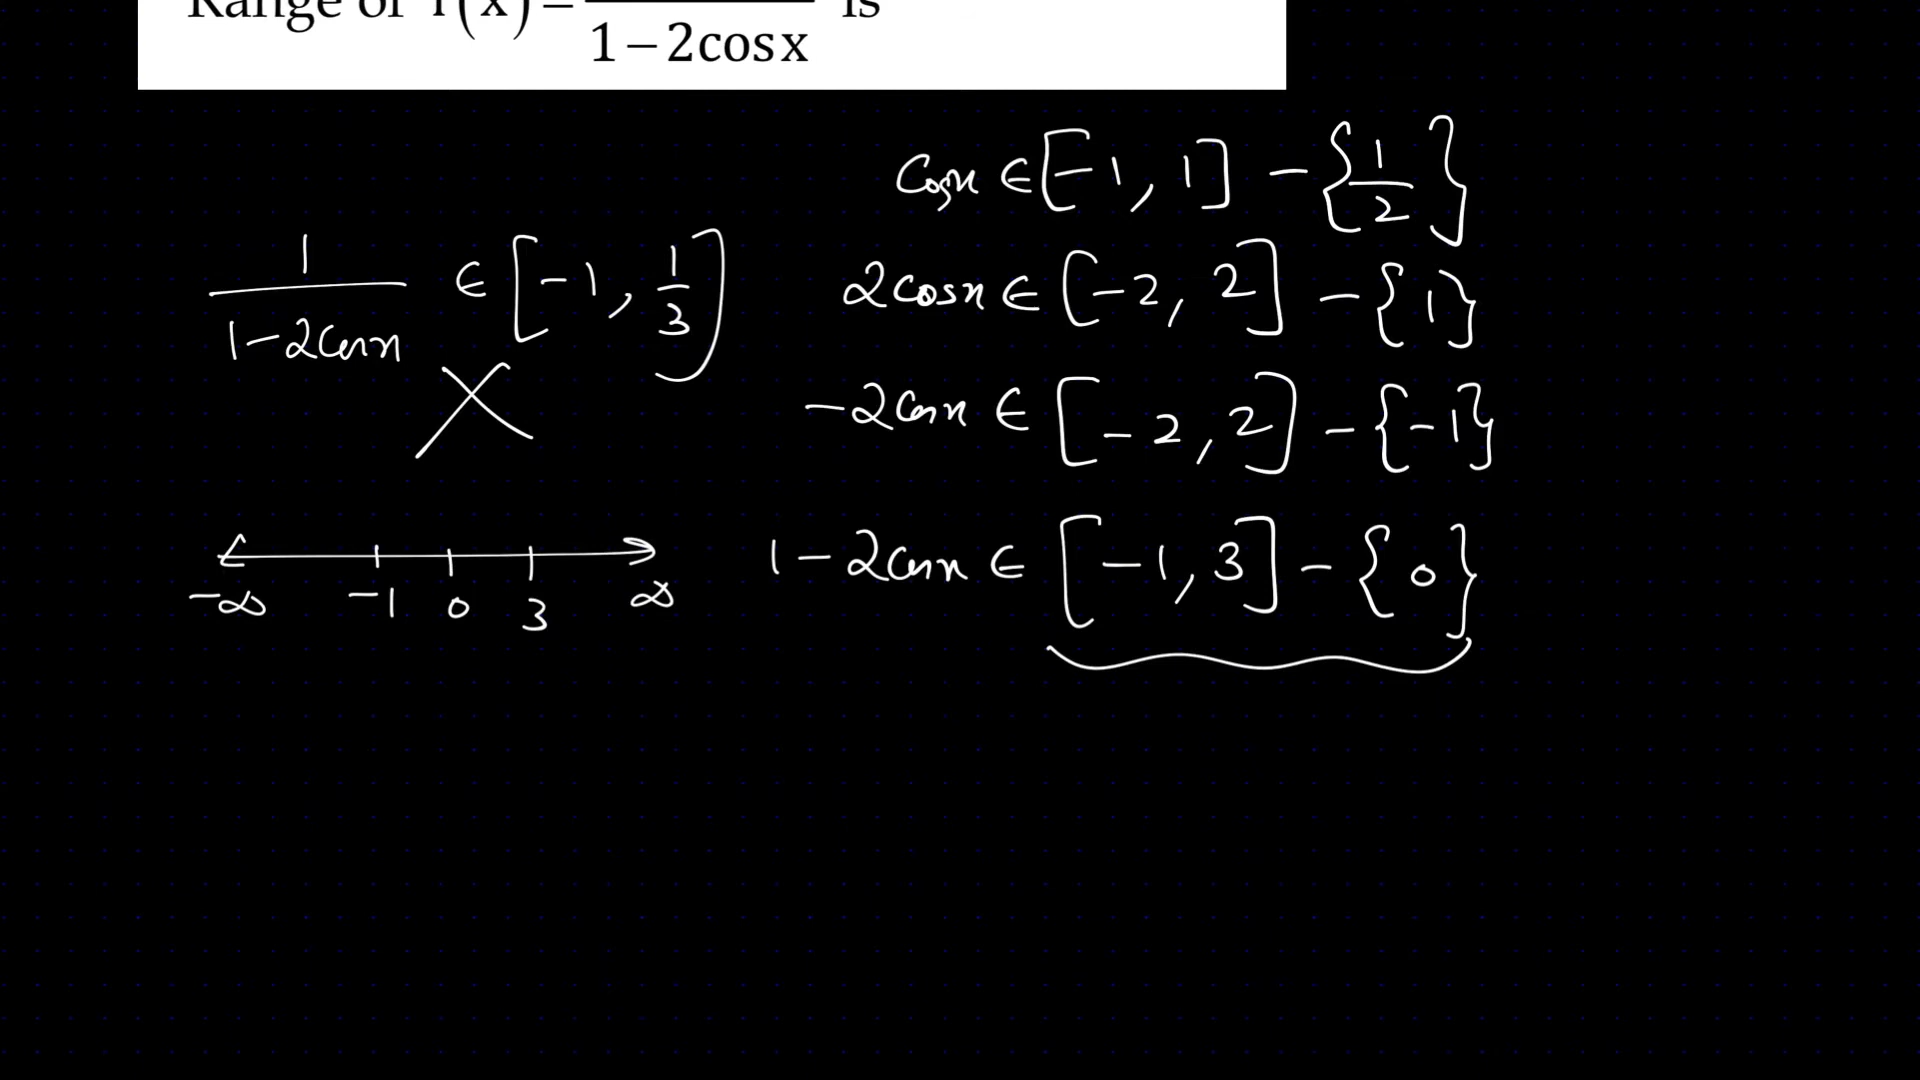 Range of f(x) = 1 - 2cosx is
cosx ∈ [-1, 1] - {1/2}
1/(1-2cosx) ∈ [-1, 1/3]
2cosx ∈ [-2, 2] - {1}
-2cosx ∈ [-2, 2] - {-1}
1-2cosx ∈ [-1, 3] - {0}
-∞ -1 0 3 ∞